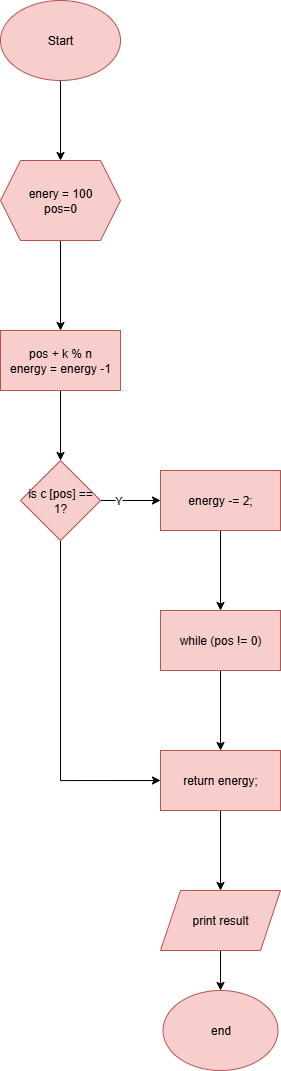 Start
enery = 100
pos=0
pos + k % n
energy = energy -1
is c [pos] ==
1?
Y
energy -= 2;
while (pos != 0)
return energy;
print result
end